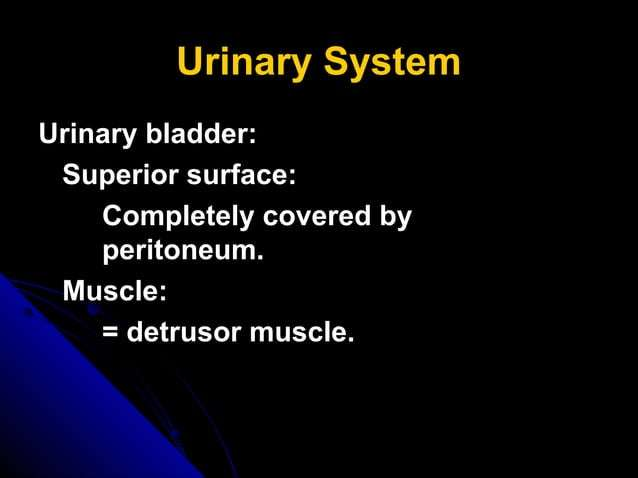 Urinary System
Urinary bladder:
Superior surface:
Completely covered by
peritoneum.
Muscle:
= detrusor muscle.